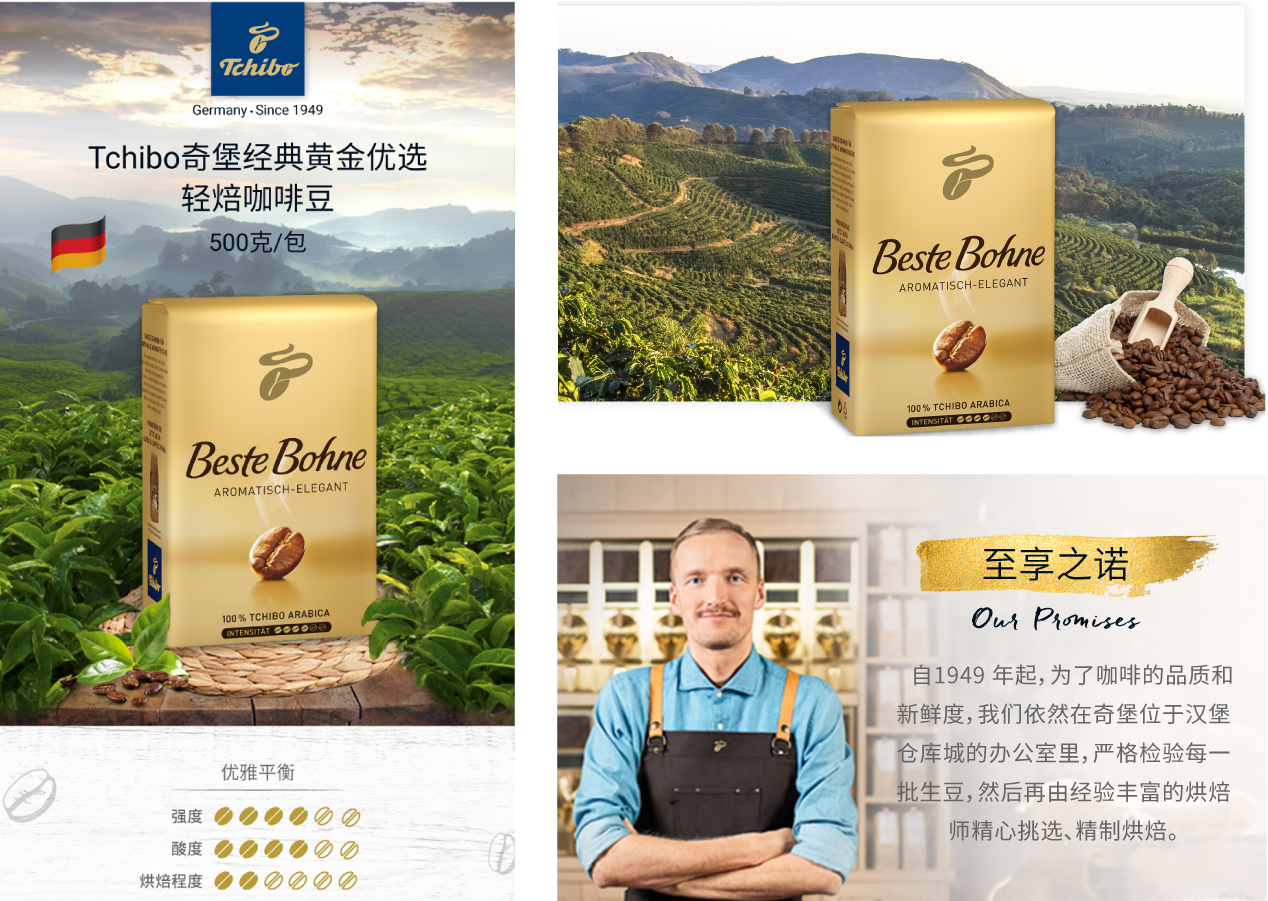 Tchibo
Germany · Since 1949
Tchibo奇堡经典黄金优选
轻焙咖啡豆
500克/包
Beste Bohne
AROMATISCH-ELEGANT
100% TCHIBO ARABICA
INTENSITÄT
Tchibo
优雅平衡
强度
酸度
烘焙程度
Beste Bohne
AROMATISCH-ELEGANT
100% TCHIBO ARABICA
INTENSITÄT
Tchibo
至享之诺
Our Promises
自1949 年起,为了咖啡的品质和
新鲜度,我们依然在奇堡位于汉堡
仓库城的办公室里,严格检验每一
批生豆,然后再由经验丰富的烘焙
师精心挑选、精制烘焙。